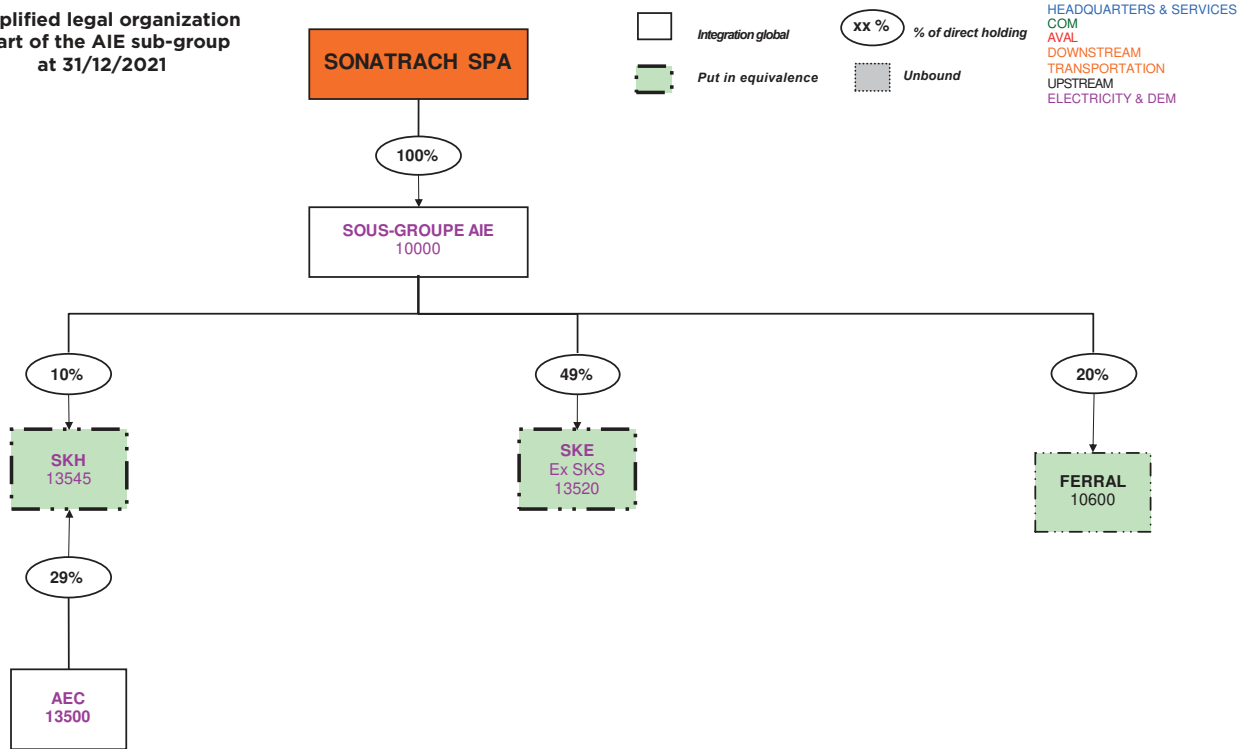 plified legal organization
art of the AIE sub-group
at 31/12/2021
SONATRACH SPA
Integration global
xx %
% of direct holding
Put in equivalence
Unbound
HEADQUARTERS & SERVICES
COM
AVAL
DOWNSTREAM
TRANSPORTATION
UPSTREAM
ELECTRICITY & DEM
100%
SOUS-GROUPE AIE
10000
10%
49%
20%
SKH
13545
SKE
Ex SKS
13520
FERRAL
10600
29%
AEC
13500